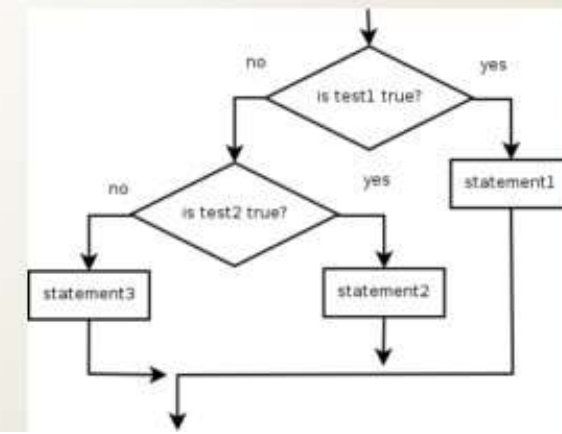 no
yes
is test1 true?
statement1
no
yes
is test2 true?
statement3
statement2